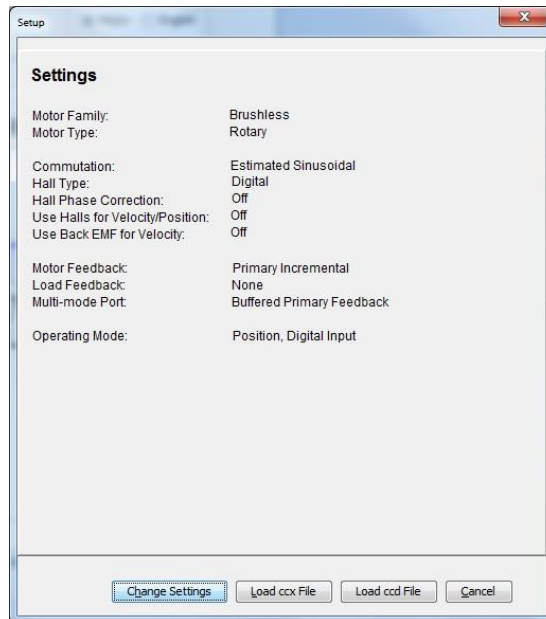 Setup
Settings
Motor Family: Brushless
Motor Type: Rotary
Commutation: Estimated Sinusoidal
Hall Type: Digital
Hall Phase Correction: Off
Use Halls for Velocity/Position: Off
Use Back EMF for Velocity: Off
Motor Feedback: Primary Incremental
Load Feedback: None
Multi-mode Port: Buffered Primary Feedback
Operating Mode: Position, Digital Input
Change Settings Load ccx File Load ccd File Cancel